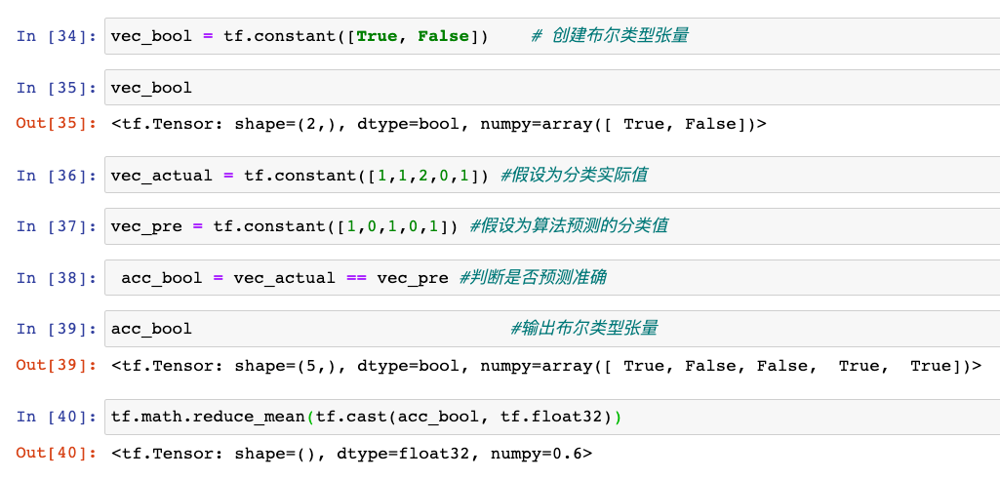 In [34]: vec_bool = tf.constant([True, False])    # 创建布尔类型张量
In [35]: vec_bool
Out[35]: <tf.Tensor: shape=(2,), dtype=bool, numpy=array([ True, False])>
In [36]: vec_actual = tf.constant([1,1,2,0,1]) #假设为分类实际值
In [37]: vec_pre = tf.constant([1,0,1,0,1]) #假设为算法预测的分类值
In [38]:  acc_bool = vec_actual == vec_pre #判断是否预测准确
In [39]: acc_bool                               #输出布尔类型张量
Out[39]: <tf.Tensor: shape=(5,), dtype=bool, numpy=array([ True, False, False,  True,  True])>
In [40]: tf.math.reduce_mean(tf.cast(acc_bool, tf.float32))
Out[40]: <tf.Tensor: shape=(), dtype=float32, numpy=0.6>